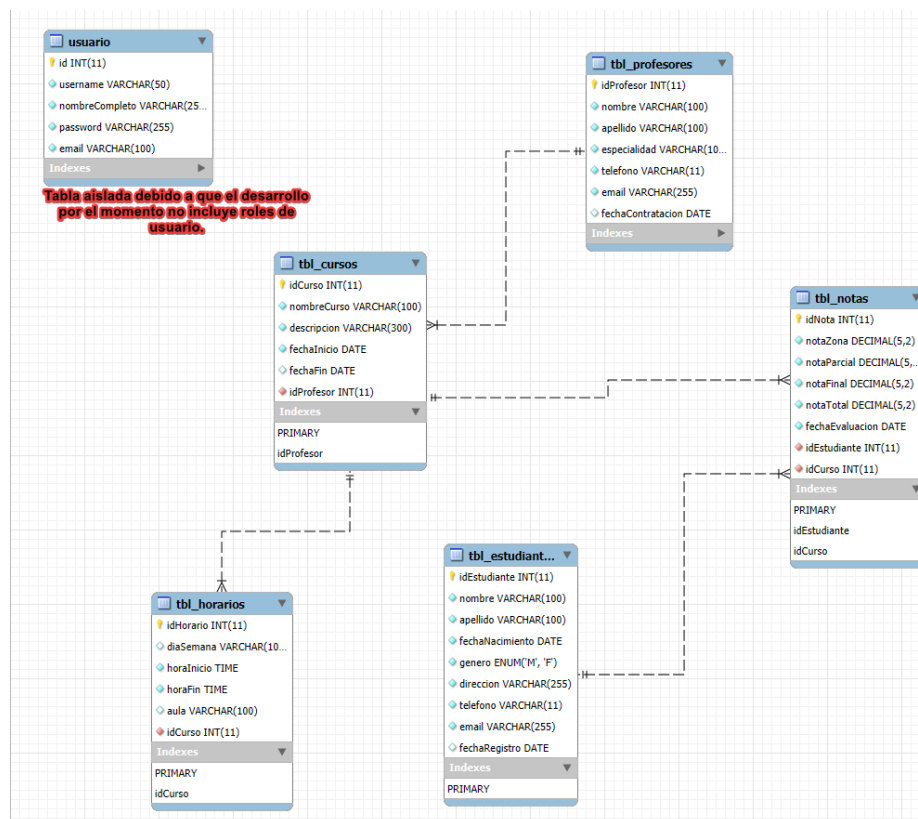 usuario
id INT(11)
username VARCHAR(50)
nombreCompleto VARCHAR(25...
password VARCHAR(255)
email VARCHAR(100)
Indexes
Tabla aislada debido a que el desarrollo
por el momento no incluye roles de
usuario.
tbl_profesores
idProfesor INT(11)
nombre VARCHAR(100)
apellido VARCHAR(100)
especialidad VARCHAR(10...
telefono VARCHAR(11)
email VARCHAR(255)
fechaContratacion DATE
Indexes
tbl_cursos
idCurso INT(11)
nombreCurso VARCHAR(100)
descripcion VARCHAR(300)
fechaInicio DATE
fechaFin DATE
idProfesor INT(11)
Indexes
PRIMARY
idProfesor
tbl_notas
idNota INT(11)
notaZona DECIMAL(5,2)
notaParcial DECIMAL(5,...
notaFinal DECIMAL(5,2)
notaTotal DECIMAL(5,2)
fechaEvaluacion DATE
idEstudiante INT(11)
idCurso INT(11)
Indexes
PRIMARY
idEstudiante
idCurso
tbl_horarios
idHorario INT(11)
diaSemana VARCHAR(10...
horaInicio TIME
horaFin TIME
aula VARCHAR(100)
idCurso INT(11)
Indexes
PRIMARY
idCurso
tbl_estudiant...
idEstudiante INT(11)
nombre VARCHAR(100)
apellido VARCHAR(100)
fechaNacimiento DATE
genero ENUM('M', 'F')
direccion VARCHAR(255)
telefono VARCHAR(11)
email VARCHAR(255)
fechaRegistro DATE
Indexes
PRIMARY